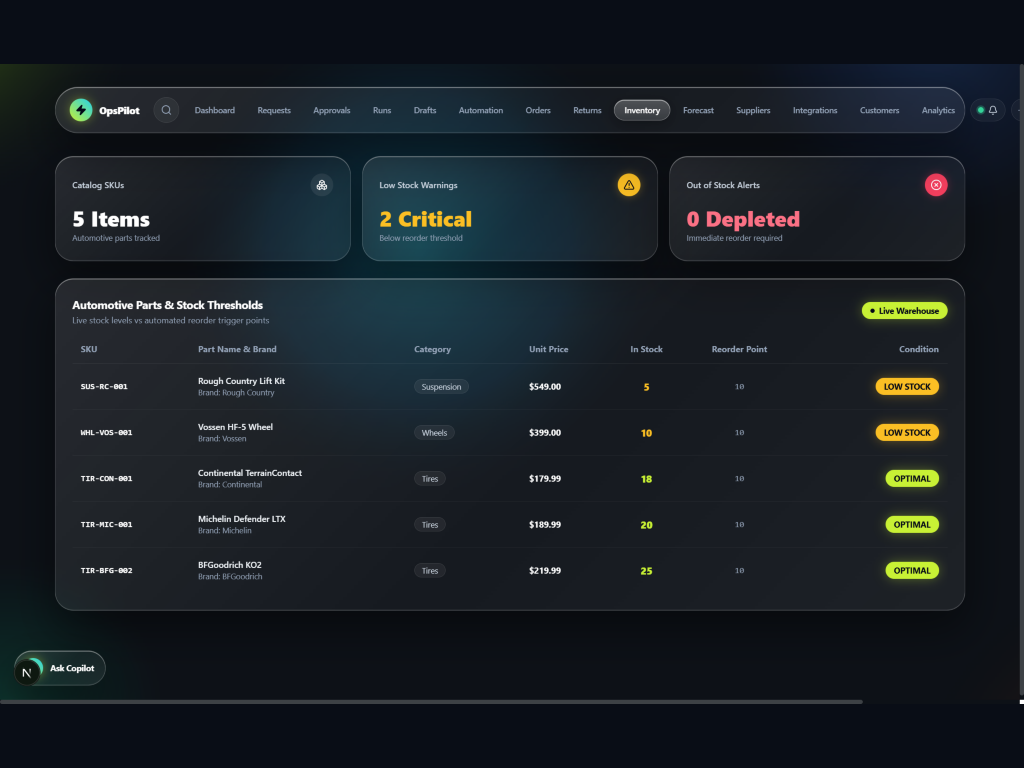 OpsPilot
Dashboard Requests Approvals Runs Drafts Automation Orders Returns Inventory Forecast Suppliers Integrations Customers Analytics
Catalog SKUs
5 Items
Automotive parts tracked
Low Stock Warnings
2 Critical
Below reorder threshold
Out of Stock Alerts
0 Depleted
Immediate reorder required
Automotive Parts & Stock Thresholds
Live stock levels vs automated reorder trigger points
Live Warehouse
SKU Part Name & Brand Category Unit Price In Stock Reorder Point Condition
SUS-RC-001 Rough Country Lift Kit Suspension $549.00 5 10 LOW STOCK
Brand: Rough Country
WHL-VOS-001 Vossen HF-5 Wheel Wheels $399.00 10 10 LOW STOCK
Brand: Vossen
TIR-CON-001 Continental TerrainContact Tires $179.99 18 10 OPTIMAL
Brand: Continental
TIR-MIC-001 Michelin Defender LTX Tires $189.99 20 10 OPTIMAL
Brand: Michelin
TIR-BFG-002 BFGoodrich KO2 Tires $219.99 25 10 OPTIMAL
Brand: BFGoodrich
N Ask Copilot